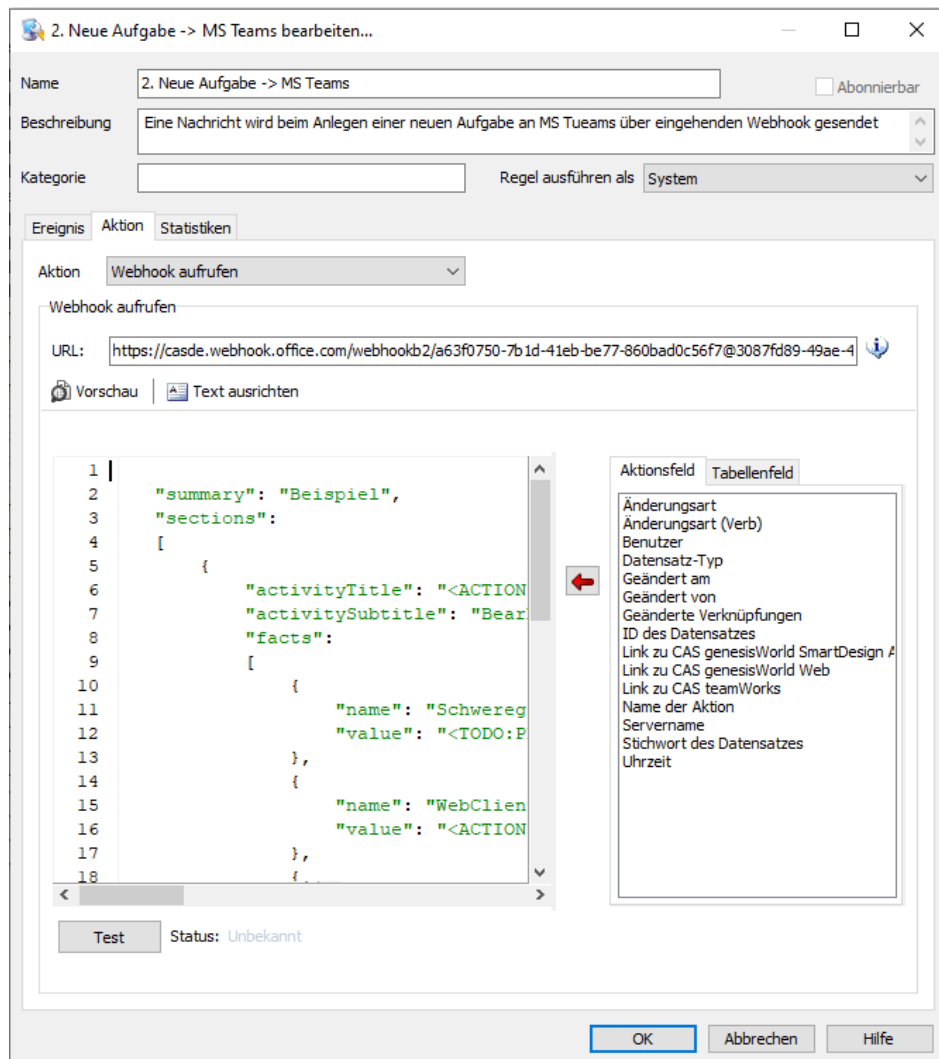 2. Neue Aufgabe -> MS Teams bearbeiten...
Name
2. Neue Aufgabe -> MS Teams
Abonnierbar
Beschreibung
Eine Nachricht wird beim Anlegen einer neuen Aufgabe an MS Tueams über eingehenden Webhook gesendet
Kategorie
Regel ausführen als
System
Ereignis Aktion Statistiken
Aktion
Webhook aufrufen
Webhook aufrufen
URL:
https://casde.webhook.office.com/webhookb2/a63f0750-7b1d-41eb-be77-860bad0c56f7@3087fd89-49ae-4
Vorschau
Text ausrichten
1
2 "summary": "Beispiel",
3 "sections":
4 [
5 {
6 "activityTitle": "<ACTION
7 "activitySubtitle": "Bear
8 "facts":
9 [
10 {
11 "name": "Schwereg
12 "value": "<TODO:P
13 },
14 {
15 "name": "WebClien
16 "value": "<ACTION
17 },
18 {
Aktionsfeld Tabellenfeld
Änderungsart
Änderungsart (Verb)
Benutzer
Datensatz-Typ
Geändert am
Geändert von
Geänderte Verknüpfungen
ID des Datensatzes
Link zu CAS genesisWorld SmartDesign A
Link zu CAS genesisWorld Web
Link zu CAS teamWorks
Name der Aktion
Servername
Stichwort des Datensatzes
Uhrzeit
Test
Status: Unbekannt
OK Abbrechen Hilfe